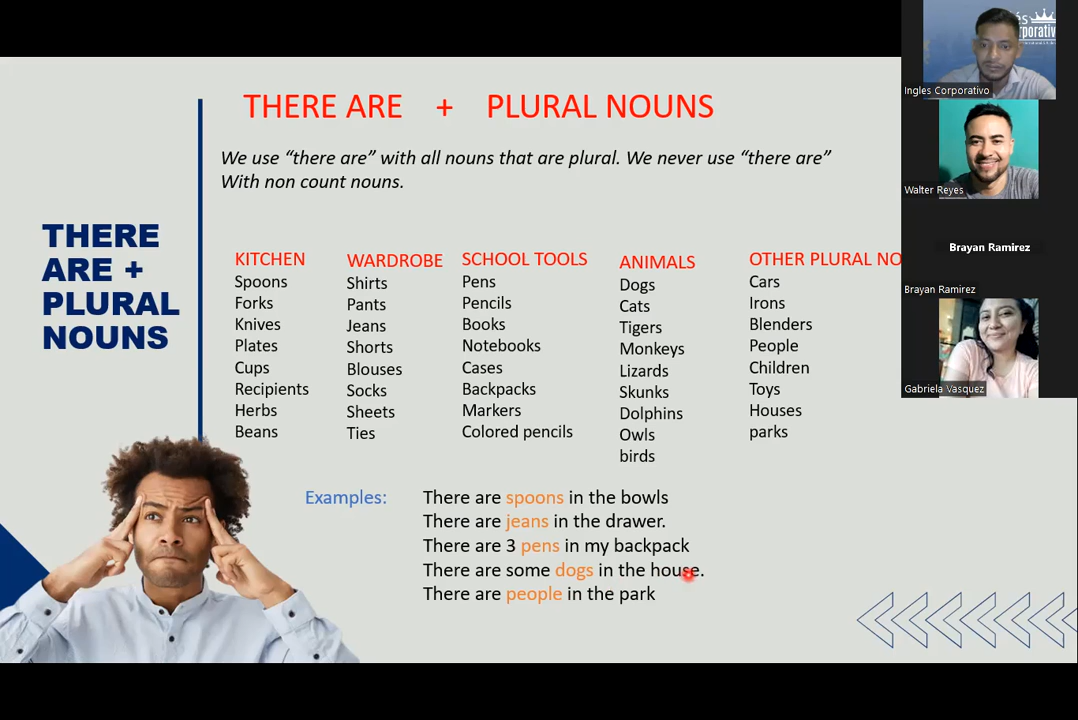 THERE ARE + PLURAL NOUNS
We use “there are” with all nouns that are plural. We never use “there are”
With non count nouns.
THERE
ARE +
PLURAL
NOUNS
KITCHEN
Spoons
Forks
Knives
Plates
Cups
Recipients
Herbs
Beans
WARDROBE
Shirts
Pants
Jeans
Shorts
Blouses
Socks
Sheets
Ties
SCHOOL TOOLS
Pens
Pencils
Books
Notebooks
Cases
Backpacks
Markers
Colored pencils
ANIMALS
Dogs
Cats
Tigers
Monkeys
Lizards
Skunks
Dolphins
Owls
birds
OTHER PLURAL NO
Cars
Irons
Blenders
People
Children
Toys
Houses
parks
Examples:
There are spoons in the bowls
There are jeans in the drawer.
There are 3 pens in my backpack
There are some dogs in the house.
There are people in the park
Ingles Corporativo
Walter Reyes
Brayan Ramirez
Brayan Ramirez
Gabriela Vasquez